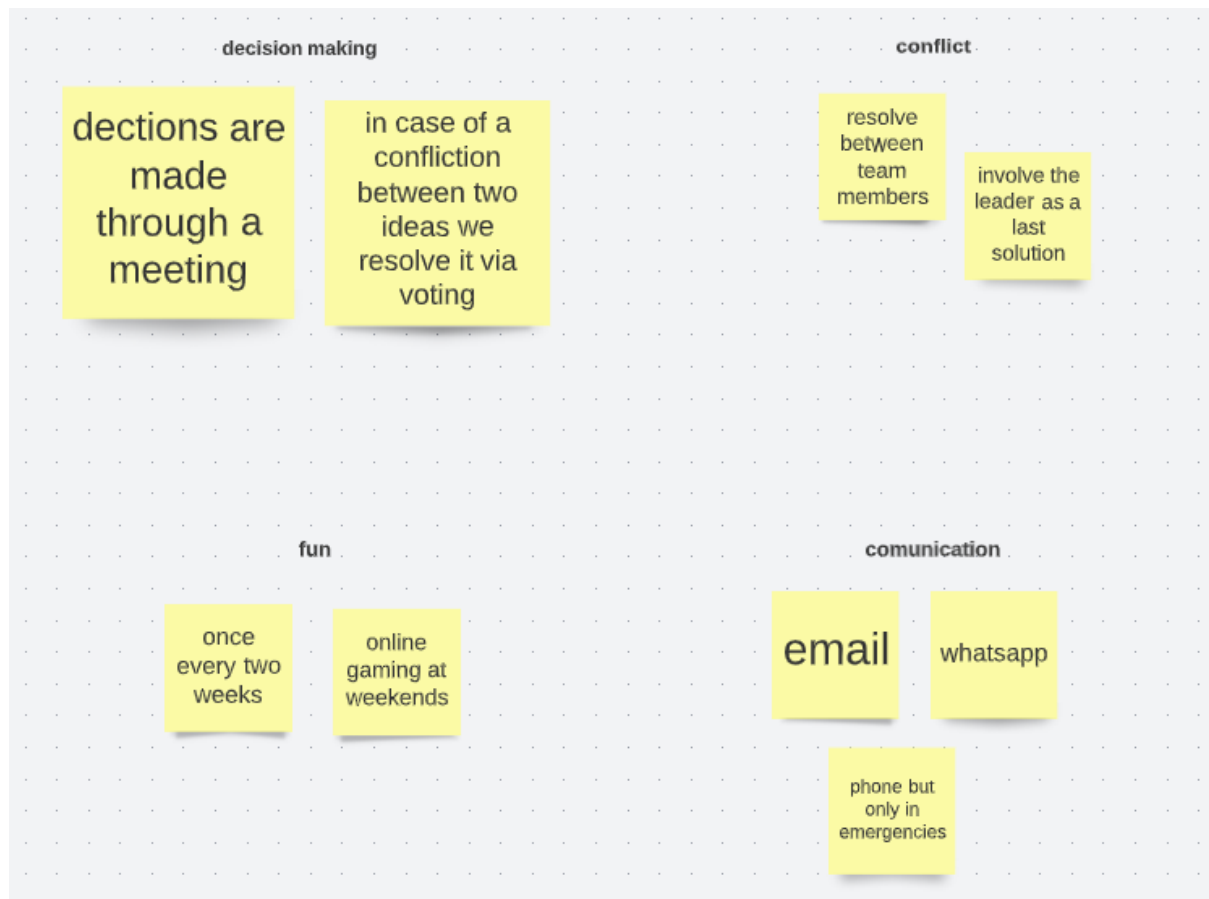 decision making
dections are
made
through a
meeting
in case of a
confliction
between two
ideas we
resolve it via
voting
conflict
resolve
between
team
members
involve the
leader as a
last
solution
fun
once
every two
weeks
online
gaming at
weekends
comunication
email
whatsapp
phone but
only in
emergencies